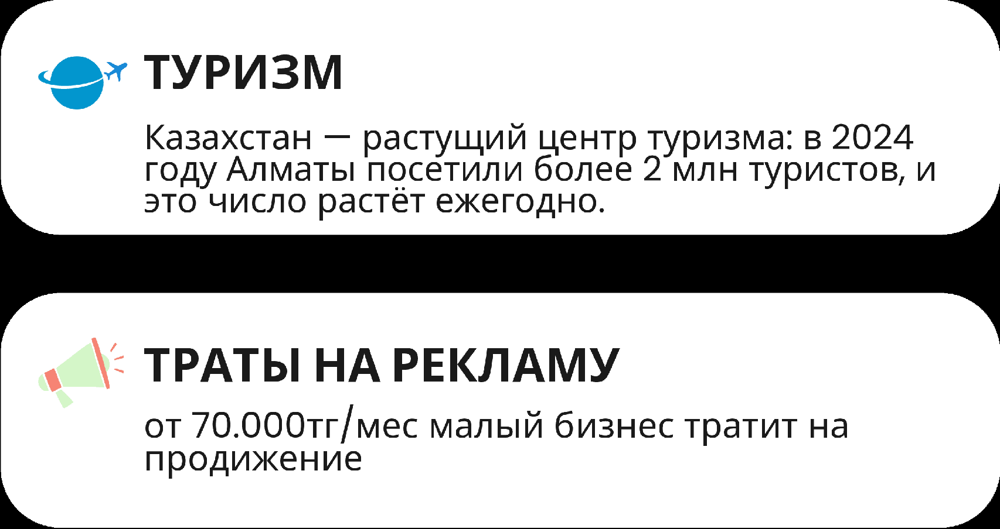 ТУРИЗМ
Казахстан — растущий центр туризма: в 2024
году Алматы посетили более 2 млн туристов, и
это число растёт ежегодно.
ТРАТЫ НА РЕКЛАМУ
от 70.000тг/мес малый бизнес тратит на
продижение